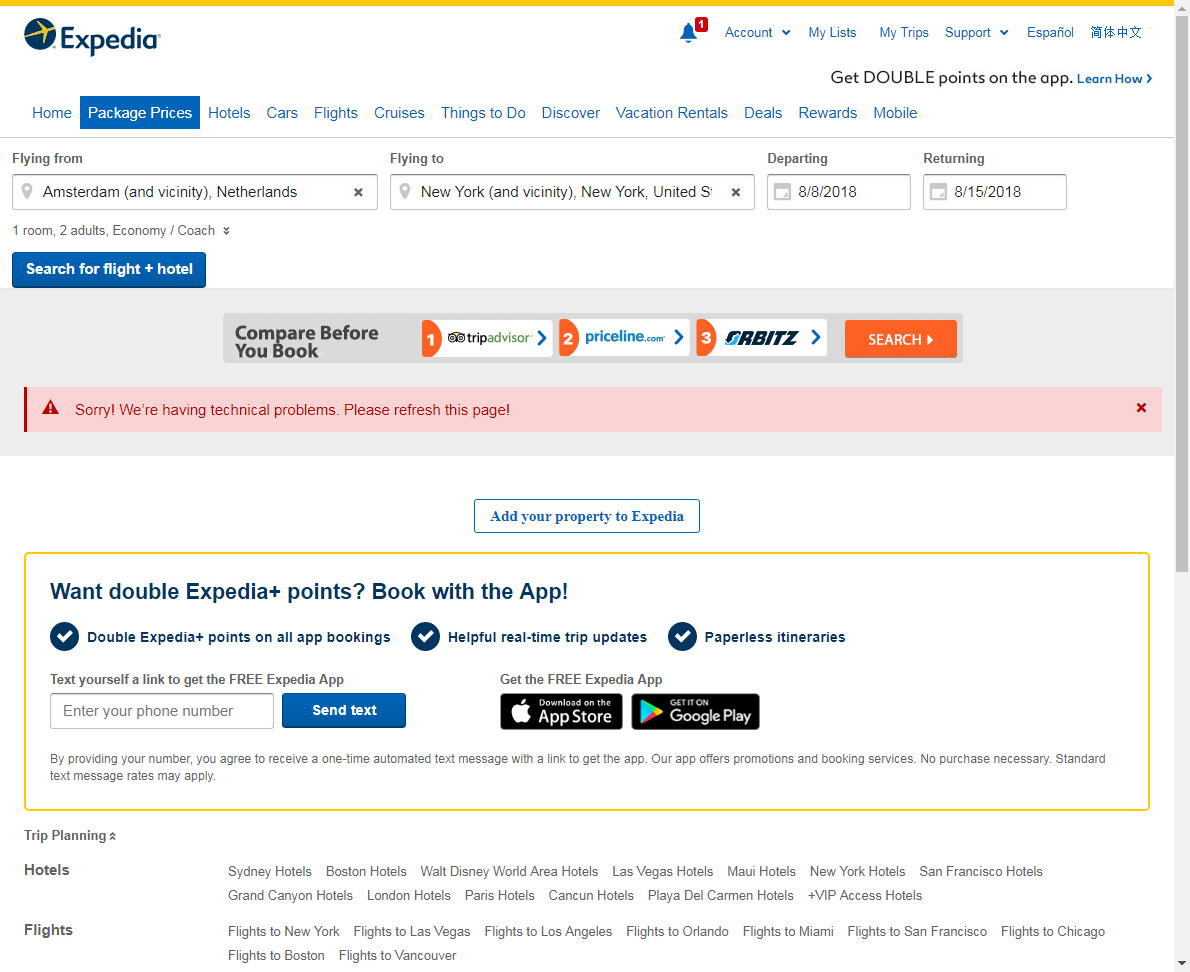 Expedia
1
Account
My Lists
My Trips
Support
Español
简体中文
Get DOUBLE points on the app. Learn How
Home
Package Prices
Hotels
Cars
Flights
Cruises
Things to Do
Discover
Vacation Rentals
Deals
Rewards
Mobile
Flying from
Flying to
Departing
Returning
Amsterdam (and vicinity), Netherlands
New York (and vicinity), New York, United S
8/8/2018
8/15/2018
1 room, 2 adults, Economy / Coach
Search for flight + hotel
Compare Before
You Book
1 tripadvisor
2 priceline.com
3 ORBITZ
SEARCH
Sorry! We're having technical problems. Please refresh this page!
Add your property to Expedia
Want double Expedia+ points? Book with the App!
Double Expedia+ points on all app bookings
Helpful real-time trip updates
Paperless itineraries
Text yourself a link to get the FREE Expedia App
Get the FREE Expedia App
Enter your phone number
Send text
Download on the
App Store
GET IT ON
Google Play
By providing your number, you agree to receive a one-time automated text message with a link to get the app. Our app offers promotions and booking services. No purchase necessary. Standard
text message rates may apply.
Trip Planning
Hotels
Sydney Hotels
Boston Hotels
Walt Disney World Area Hotels
Las Vegas Hotels
Maui Hotels
New York Hotels
San Francisco Hotels
Grand Canyon Hotels
London Hotels
Paris Hotels
Cancun Hotels
Playa Del Carmen Hotels
+VIP Access Hotels
Flights
Flights to New York
Flights to Las Vegas
Flights to Los Angeles
Flights to Orlando
Flights to Miami
Flights to San Francisco
Flights to Chicago
Flights to Boston
Flights to Vancouver